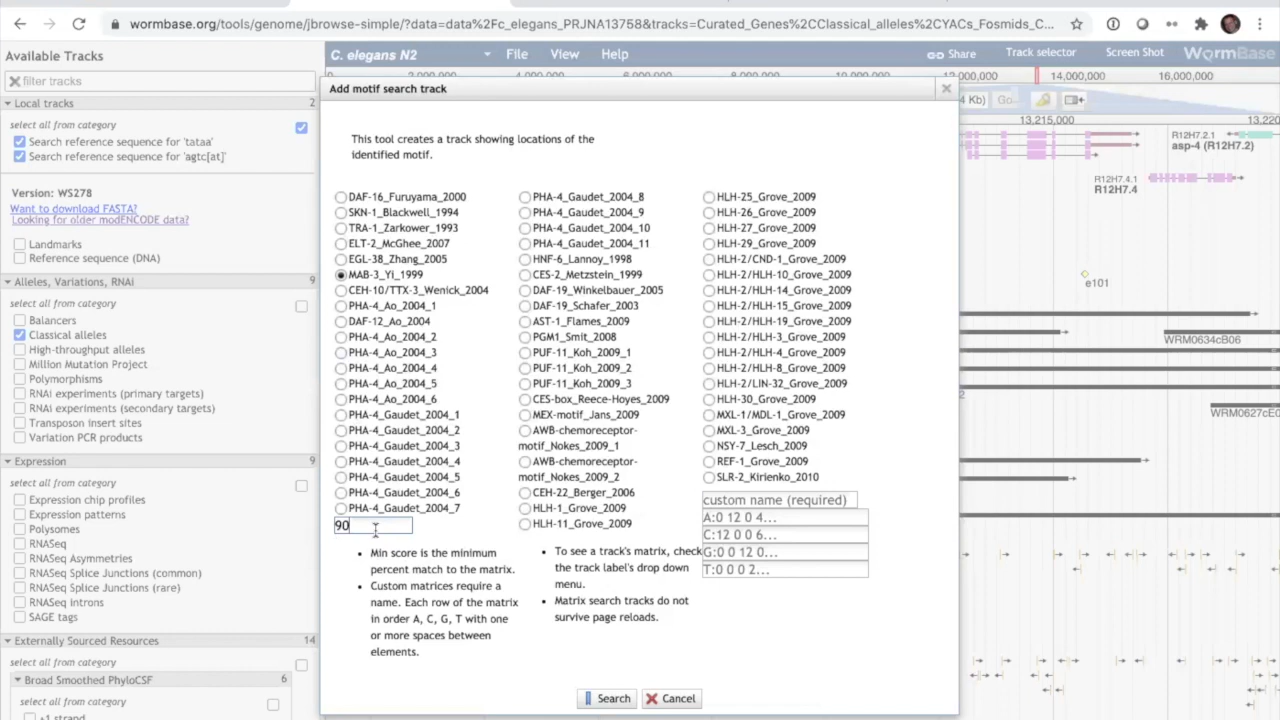 wormbase.org/tools/genome/jbrowse-simple/?data=data%2Fc_elegans_PRJNA13758&tracks=Curated_Genes%2CClassical_alleles%2CYACs_Fosmids_C...
Available Tracks
filter tracks
Local tracks 2
select all from category
Search reference sequence for 'tataa'
Search reference sequence for 'agtc[at]'
Version: WS278
Want to download FASTA?
Looking for older modENCODE data?
Landmarks
Reference sequence (DNA)
Alleles, Variations, RNAi 9
select all from category
Balancers
Classical alleles
High-throughput alleles
Million Mutation Project
Polymorphisms
RNAi experiments (primary targets)
RNAi experiments (secondary targets)
Transposon insert sites
Variation PCR products
Expression 9
select all from category
Expression chip profiles
Expression patterns
Polysomes
RNASeq
RNASeq Asymmetries
RNASeq Splice Junctions (common)
RNASeq Splice Junctions (rare)
RNASeq introns
SAGE tags
Externally Sourced Resources 14
select all from category
Broad Smoothed PhyloCSF 6
select all from category
+1 strand
C. elegans N2 File View Help Share Track selector Screen Shot WormBase
2,000,000 4,000,000 6,000,000 8,000,000 10,000,000 12,000,000 14,000,000 16,000,000
Add motif search track
This tool creates a track showing locations of the
identified motif.
DAF-16_Furuyama_2000
SKN-1_Blackwell_1994
TRA-1_Zarkower_1993
ELT-2_McGhee_2007
EGL-38_Zhang_2005
MAB-3_Yi_1999
CEH-10/TTX-3_Wenick_2004
PHA-4_Ao_2004_1
DAF-12_Ao_2004
PHA-4_Ao_2004_2
PHA-4_Ao_2004_3
PHA-4_Ao_2004_4
PHA-4_Ao_2004_5
PHA-4_Ao_2004_6
PHA-4_Gaudet_2004_1
PHA-4_Gaudet_2004_2
PHA-4_Gaudet_2004_3
PHA-4_Gaudet_2004_4
PHA-4_Gaudet_2004_5
PHA-4_Gaudet_2004_6
PHA-4_Gaudet_2004_7
90
PHA-4_Gaudet_2004_8
PHA-4_Gaudet_2004_9
PHA-4_Gaudet_2004_10
PHA-4_Gaudet_2004_11
HNF-6_Lannoy_1998
CES-2_Metzstein_1999
DAF-19_Winkelbauer_2005
DAF-19_Schafer_2003
AST-1_Flames_2009
PGM1_Smit_2008
PUF-11_Koh_2009_1
PUF-11_Koh_2009_2
PUF-11_Koh_2009_3
CES-box_Reece-Hoyes_2009
MEX-motif_Jans_2009
AWB-chemoreceptor-
motif_Nokes_2009_1
AWB-chemoreceptor-
motif_Nokes_2009_2
CEH-22_Berger_2006
HLH-1_Grove_2009
HLH-11_Grove_2009
HLH-25_Grove_2009
HLH-26_Grove_2009
HLH-27_Grove_2009
HLH-29_Grove_2009
HLH-2/CND-1_Grove_2009
HLH-2/HLH-10_Grove_2009
HLH-2/HLH-14_Grove_2009
HLH-2/HLH-15_Grove_2009
HLH-2/HLH-19_Grove_2009
HLH-2/HLH-3_Grove_2009
HLH-2/HLH-4_Grove_2009
HLH-2/HLH-8_Grove_2009
HLH-2/LIN-32_Grove_2009
HLH-30_Grove_2009
MXL-1/MDL-1_Grove_2009
MXL-3_Grove_2009
NSY-7_Lesch_2009
REF-1_Grove_2009
SLR-2_Kirienko_2010
custom name (required)
A:0 12 0 4...
C:12 0 0 6...
G:0 0 12 0...
T:0 0 0 2...
Min score is the minimum
percent match to the matrix.
Custom matrices require a
name. Each row of the matrix
in order A, C, G, T with one
or more spaces between
elements.
To see a track's matrix, check
the track label's drop down
menu.
Matrix search tracks do not
survive page reloads.
Search Cancel
4 Kb) Go
13,215,000 13,220
R12H7.2.1
asp-4 (R12H7.2)
R12H7.4.1
R12H7.4
e101
WRM0634cB06
WRM0627cE0